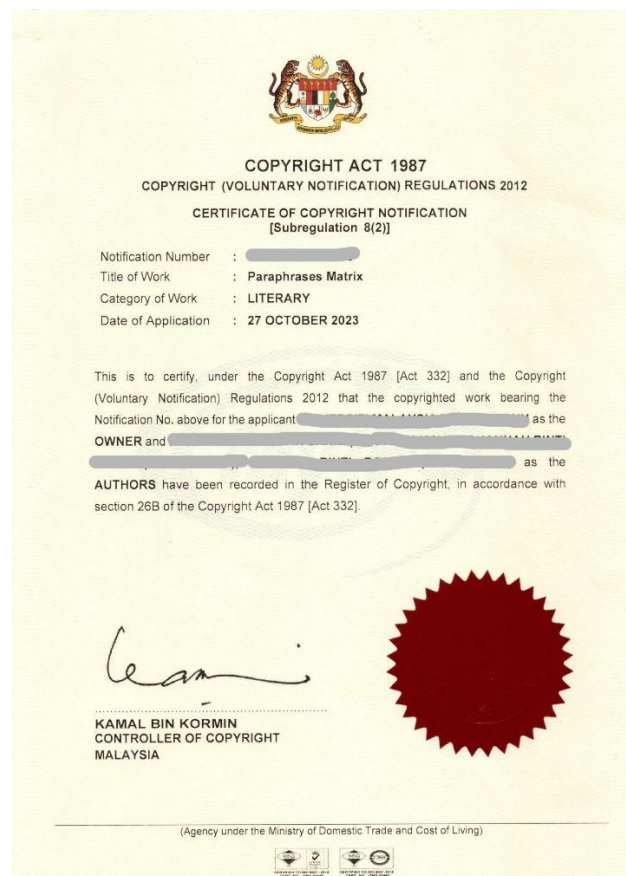 COPYRIGHT ACT 1987
COPYRIGHT (VOLUNTARY NOTIFICATION) REGULATIONS 2012
CERTIFICATE OF COPYRIGHT NOTIFICATION
[Subregulation 8(2)]
Notification Number :
Title of Work : Paraphrases Matrix
Category of Work : LITERARY
Date of Application : 27 OCTOBER 2023
This is to certify, under the Copyright Act 1987 [Act 332] and the Copyright
(Voluntary Notification) Regulations 2012 that the copyrighted work bearing the
Notification No. above for the applicant as the
OWNER and
as the
AUTHORS have been recorded in the Register of Copyright, in accordance with
section 26B of the Copyright Act 1987 [Act 332].
KAMAL BIN KORMIN
CONTROLLER OF COPYRIGHT
MALAYSIA
(Agency under the Ministry of Domestic Trade and Cost of Living)